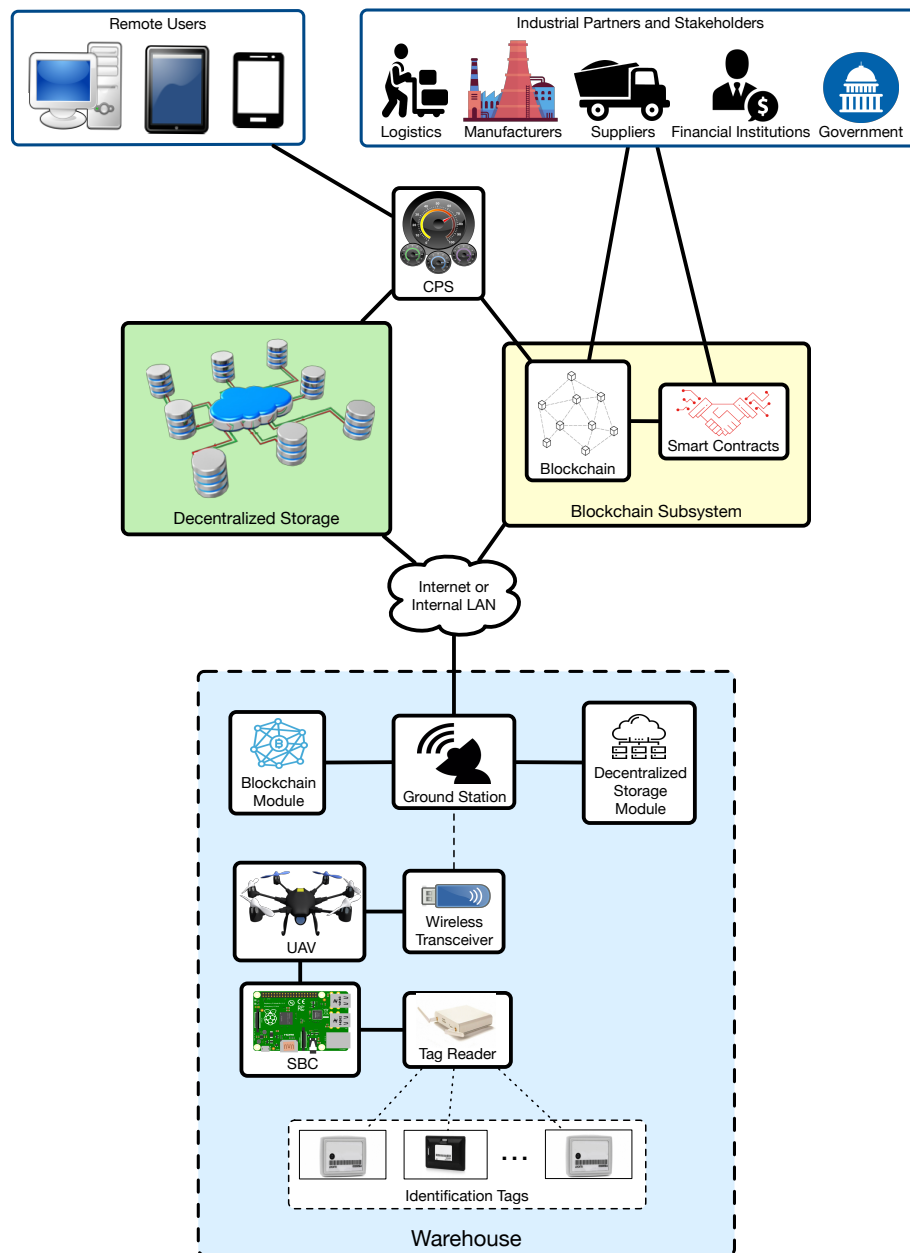 Remote Users
Industrial Partners and Stakeholders
Logistics
Manufacturers
Suppliers
Financial Institutions
Government
CPS
Decentralized Storage
Blockchain
Smart Contracts
Blockchain Subsystem
Internet or
Internal LAN
Blockchain
Module
Ground Station
Decentralized
Storage
Module
UAV
Wireless
Transceiver
SBC
Tag Reader
...
Identification Tags
Warehouse